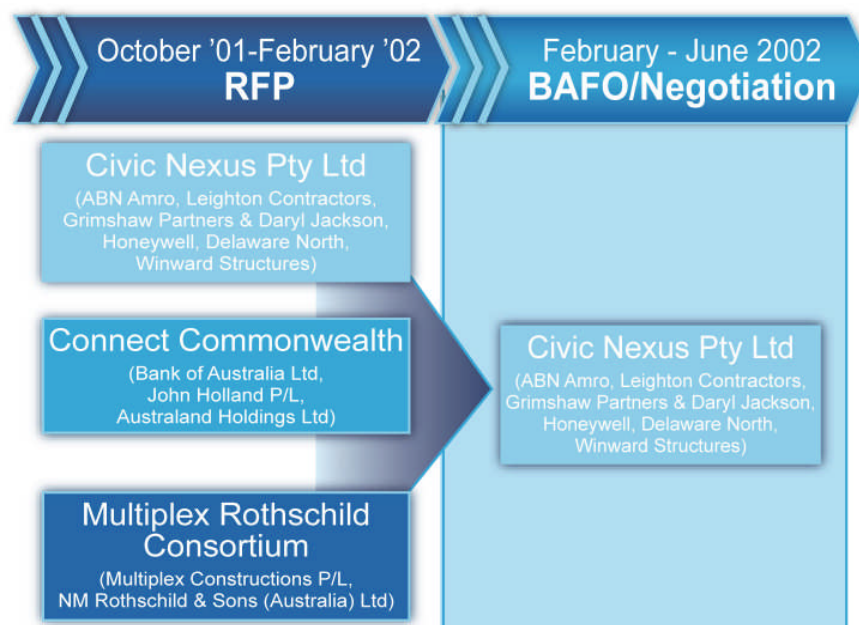 October ’01-February ’02
RFP
February - June 2002
BAFO/Negotiation
Civic Nexus Pty Ltd
(ABN Amro, Leighton Contractors,
Grimshaw Partners & Daryl Jackson,
Honeywell, Delaware North,
Winward Structures)
Connect Commonwealth
(Bank of Australia Ltd,
John Holland P/L,
Australand Holdings Ltd)
Multiplex Rothschild
Consortium
(Multiplex Constructions P/L,
NM Rothschild & Sons (Australia) Ltd)
Civic Nexus Pty Ltd
(ABN Amro, Leighton Contractors,
Grimshaw Partners & Daryl Jackson,
Honeywell, Delaware North,
Winward Structures)